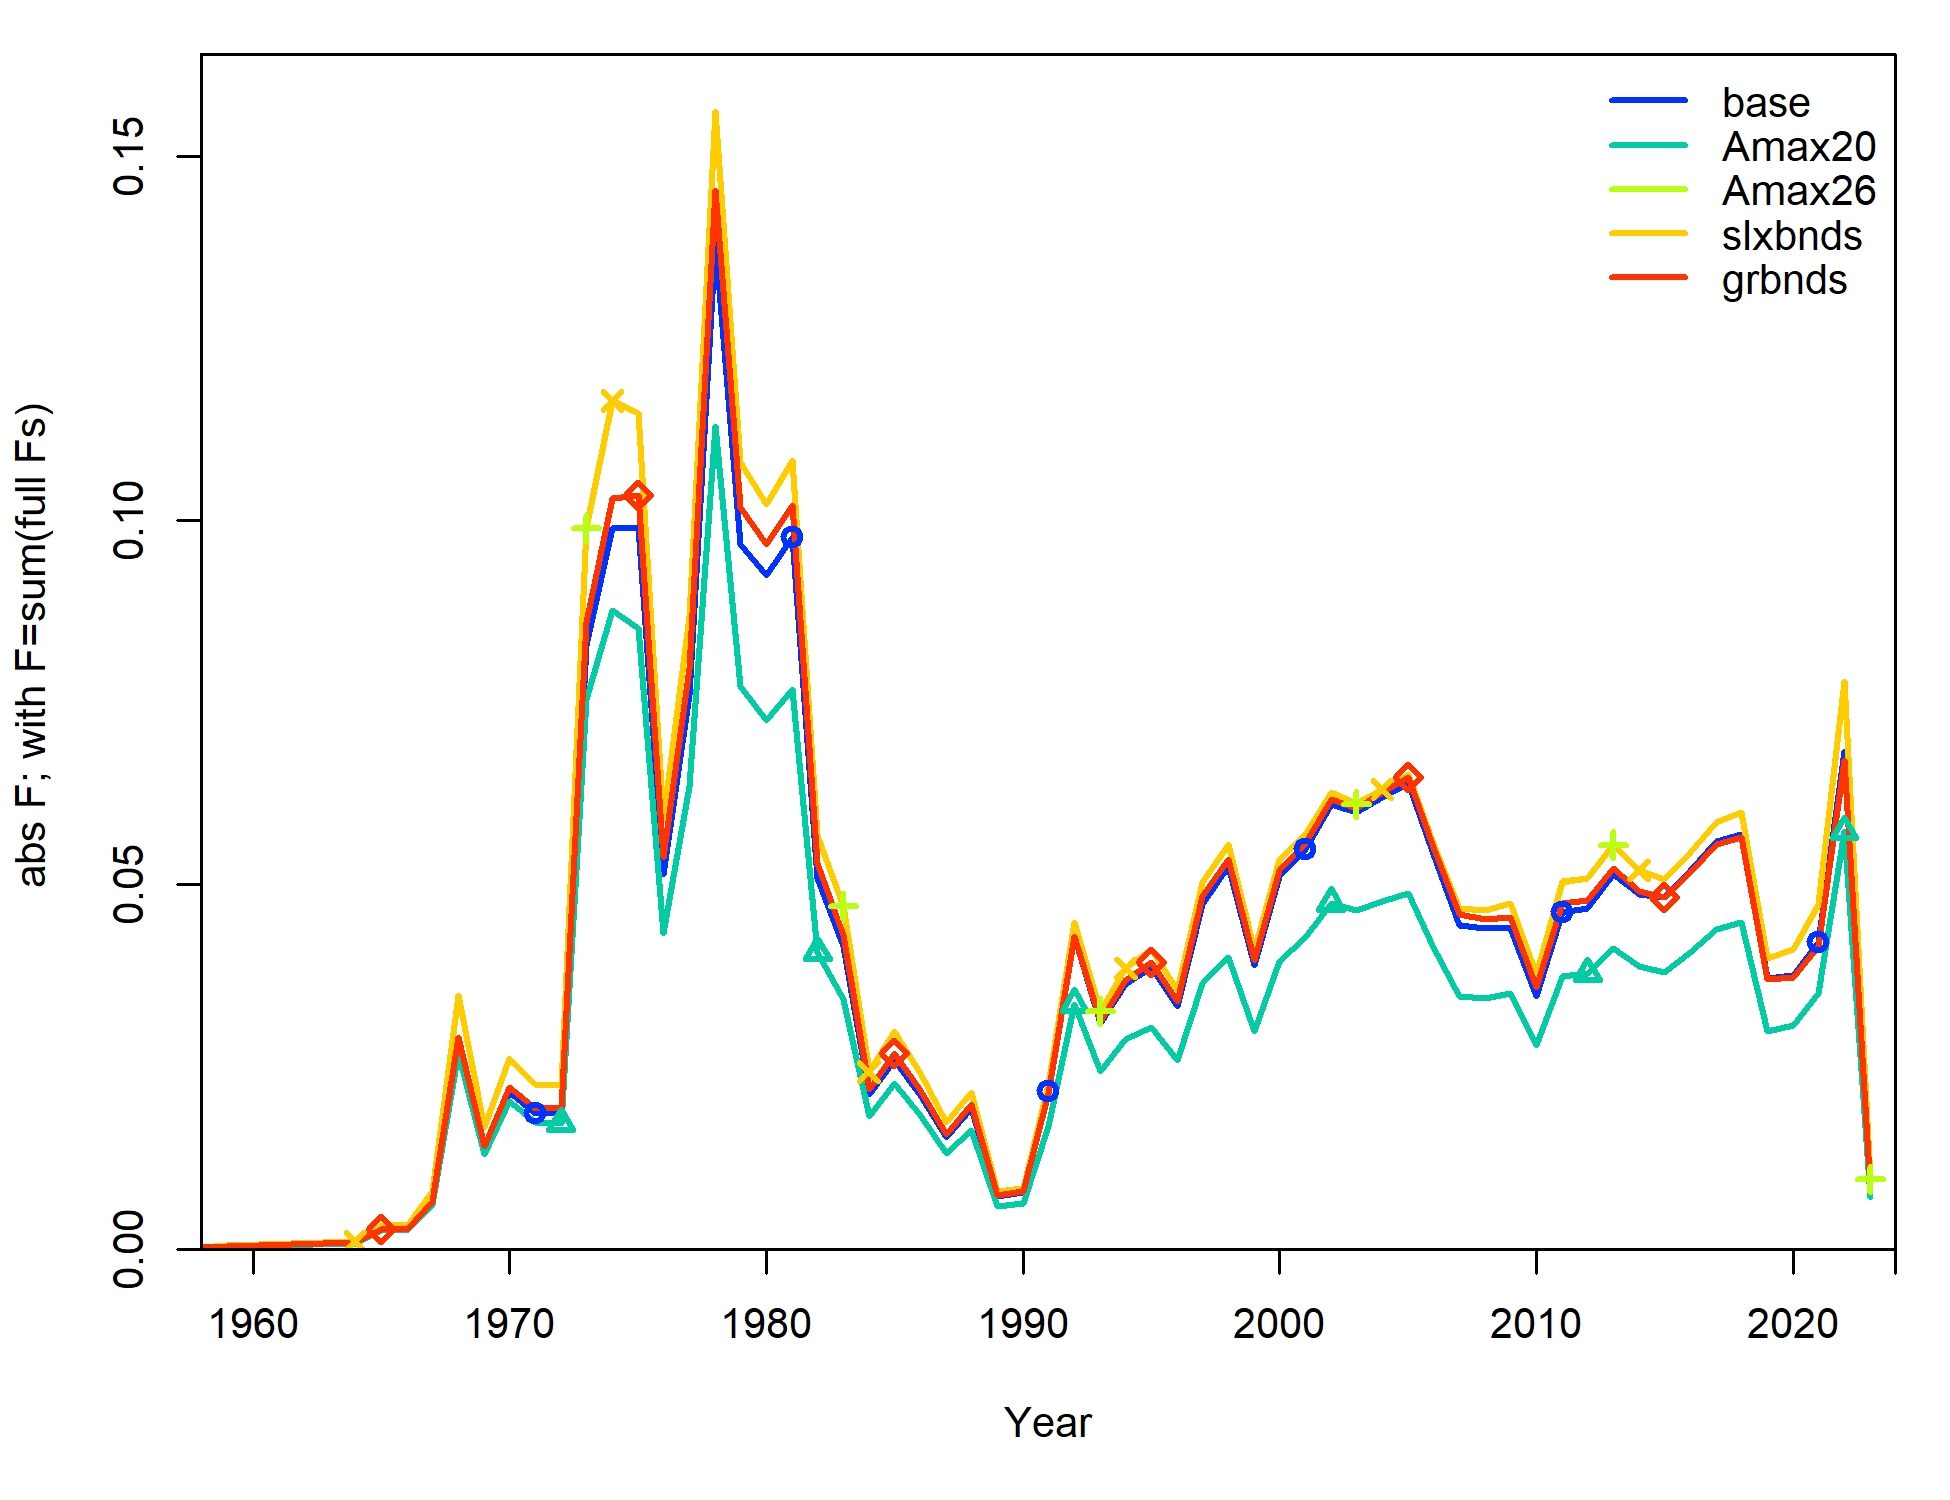 base
Amax20
Amax26
slxbnds
grbnds
abs F; with F=sum(full Fs)
0.15
0.10
0.05
0.00
1960 1970 1980 1990 2000 2010 2020
Year